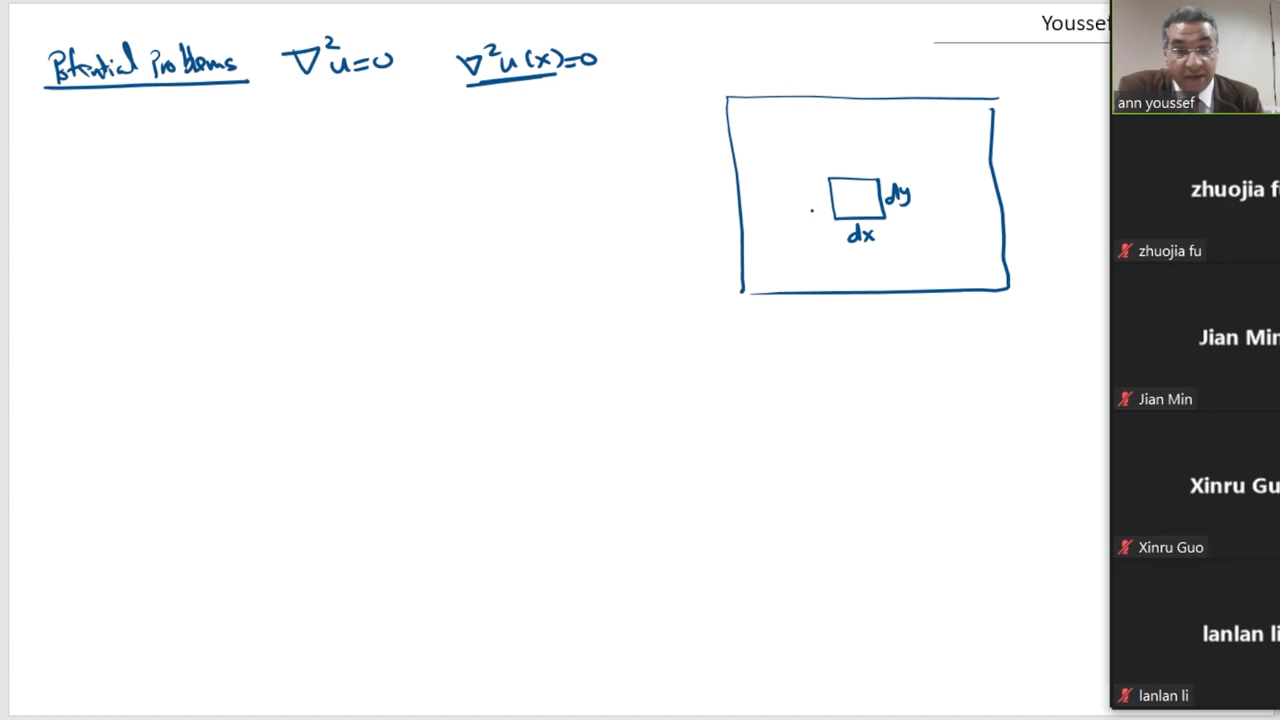 Youssef
Potential Problems ∇²u=0 ∇²u(x)=0
dy
dx
ann youssef
zhuojia f
zhuojia fu
Jian Min
Jian Min
Xinru Gu
Xinru Guo
lanlan li
lanlan li